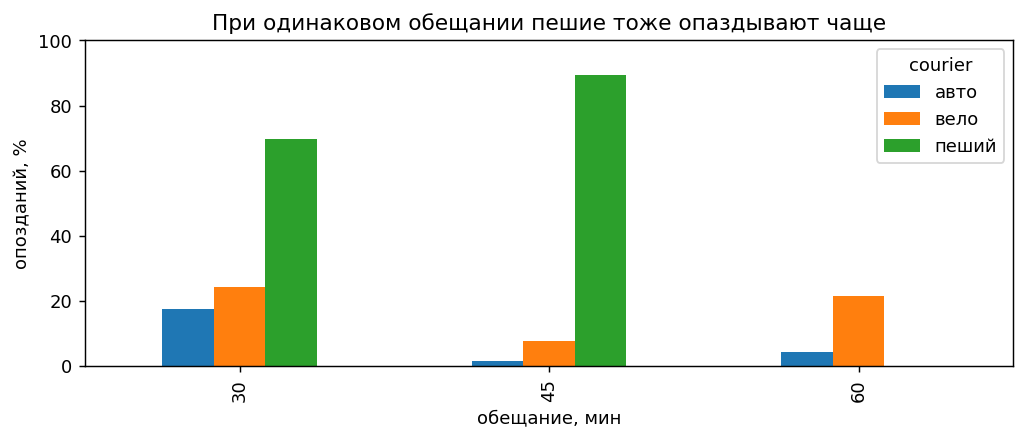 При одинаковом обещании пешие тоже опаздывают чаще
100
80
60
40
20
0
опозданий, %
courier
авто
вело
пеший
30
45
60
обещание, мин